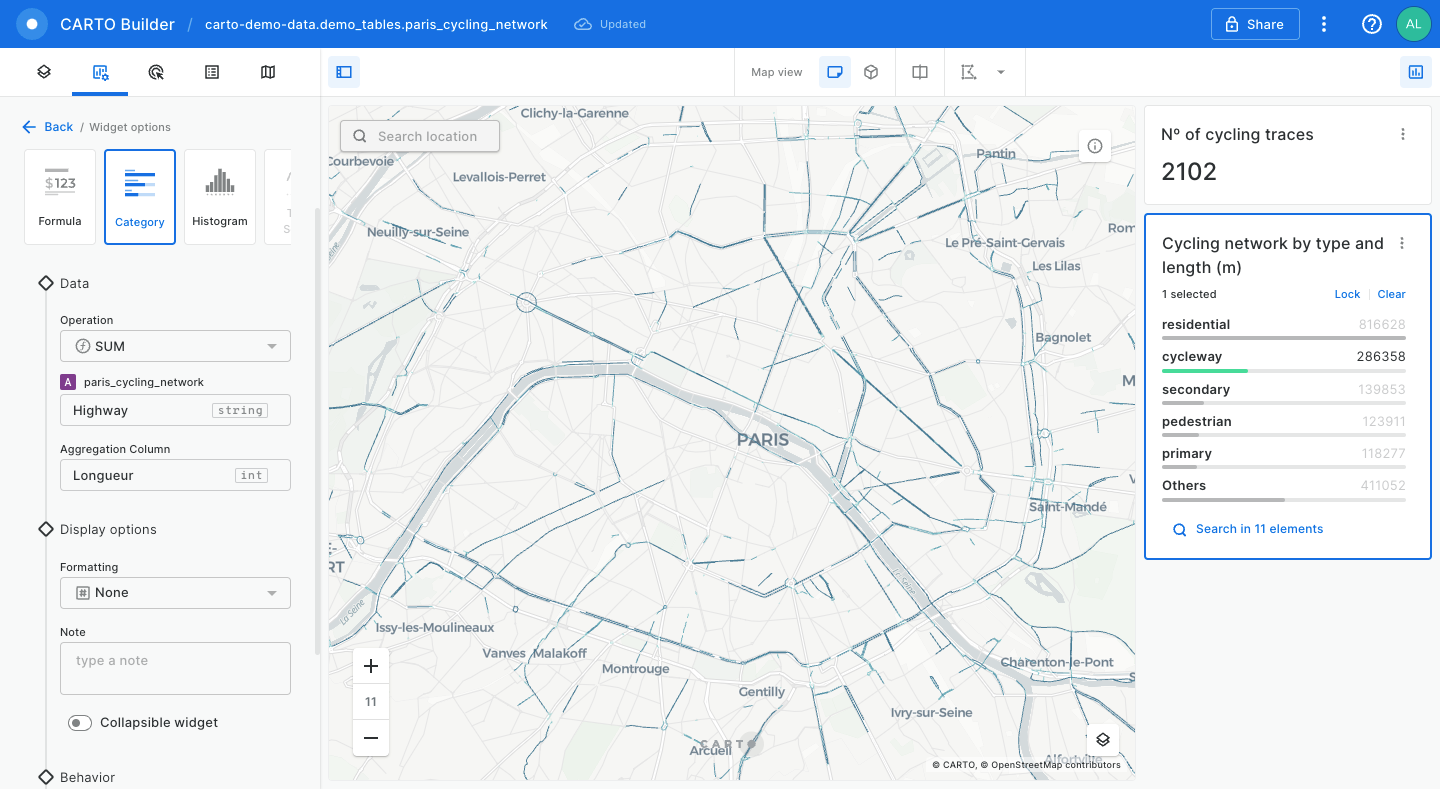 CARTO Builder / carto-demo-data.demo_tables.paris_cycling_network Updated
Share
AL
Map view
Back / Widget options
$123
Formula
Category
Histogram
Data
Operation
SUM
A paris_cycling_network
Highway string
Aggregation Column
Longueur int
Display options
Formatting
None
Note
type a note
Collapsible widget
Behavior
Search location
Clichy-la-Garenne
Courbevoie
Levallois-Perret
Pantin
Neuilly-sur-Seine
Le Pré-Saint-Gervais
Les Lilas
Bagnolet
PARIS
Saint-Mandé
La Seine
La Seine
Issy-les-Moulineaux
Vanves
Malakoff
Montrouge
Gentilly
Charenton-le-Pont
Ivry-sur-Seine
Arcueil
CARTO
Alfortville
11
© CARTO, © OpenStreetMap contributors
Nº of cycling traces
2102
Cycling network by type and
length (m)
1 selected Lock Clear
residential 816628
cycleway 286358
secondary 139853
pedestrian 123911
primary 118277
Others 411052
Search in 11 elements